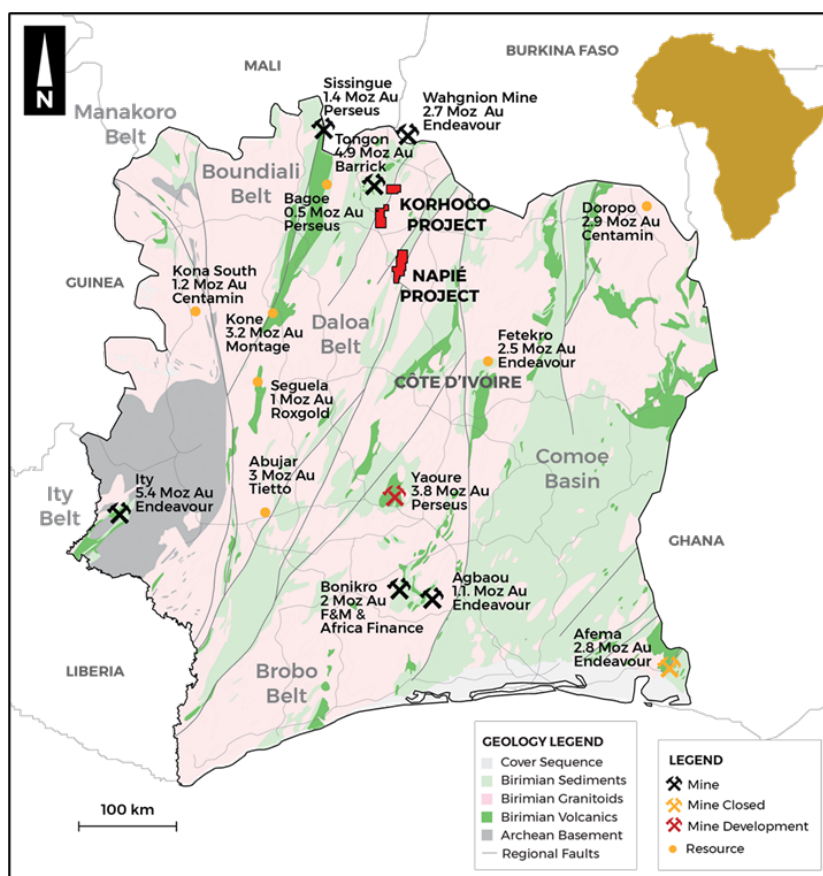 BURKINA FASO
MALI
N
Sissingue
1.4 Moz Au
Perseus
Wahgnion Mine
2.7 Moz Au
Endeavour
Manakoro
Belt
Tongon
4.9 Moz Au
Barrick
Boundiali
Belt
Bagoe
0.5 Moz Au
Perseus
KORHOGO
PROJECT
Doropo
2.9 Moz Au
Centamin
GUINEA
Kona South
1.2 Moz Au
Centamin
NAPIÉ
PROJECT
Kone
3.2 Moz Au
Montage
Daloa
Belt
Fetekro
2.5 Moz Au
Endeavour
CÔTE D'IVOIRE
Seguela
1 Moz Au
Roxgold
Comoe
Basin
Abujar
3 Moz Au
Tietto
Yaoure
3.8 Moz Au
Perseus
Ity
5.4 Moz Au
Endeavour
Ity
Belt
GHANA
Bonikro
2 Moz Au
F&M &
Africa Finance
Agbaou
1.1. Moz Au
Endeavour
Afema
2.8 Moz Au
Endeavour
LIBERIA
Brobo
Belt
100 km
GEOLOGY LEGEND
Cover Sequence
Birimian Sediments
Birimian Granitoids
Birimian Volcanics
Archean Basement
Regional Faults
LEGEND
Mine
Mine Closed
Mine Development
Resource